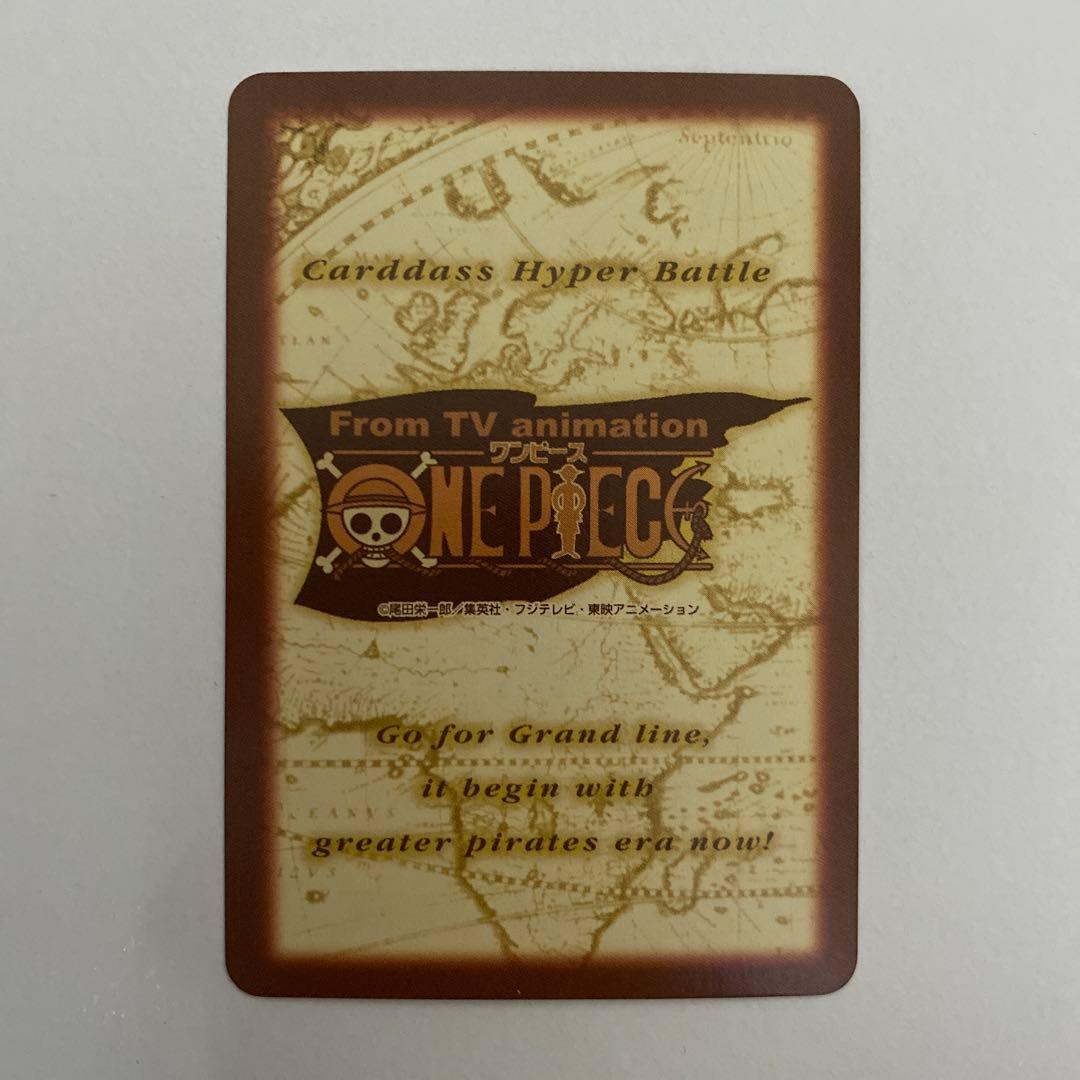 Septentrio
Carddass Hyper Battle
TLAN
From TV animation
ワンピース
ONE PIECE
©尾田栄一郎／集英社・フジテレビ・東映アニメーション
Go for Grand line,
it begin with
greater pirates era now!